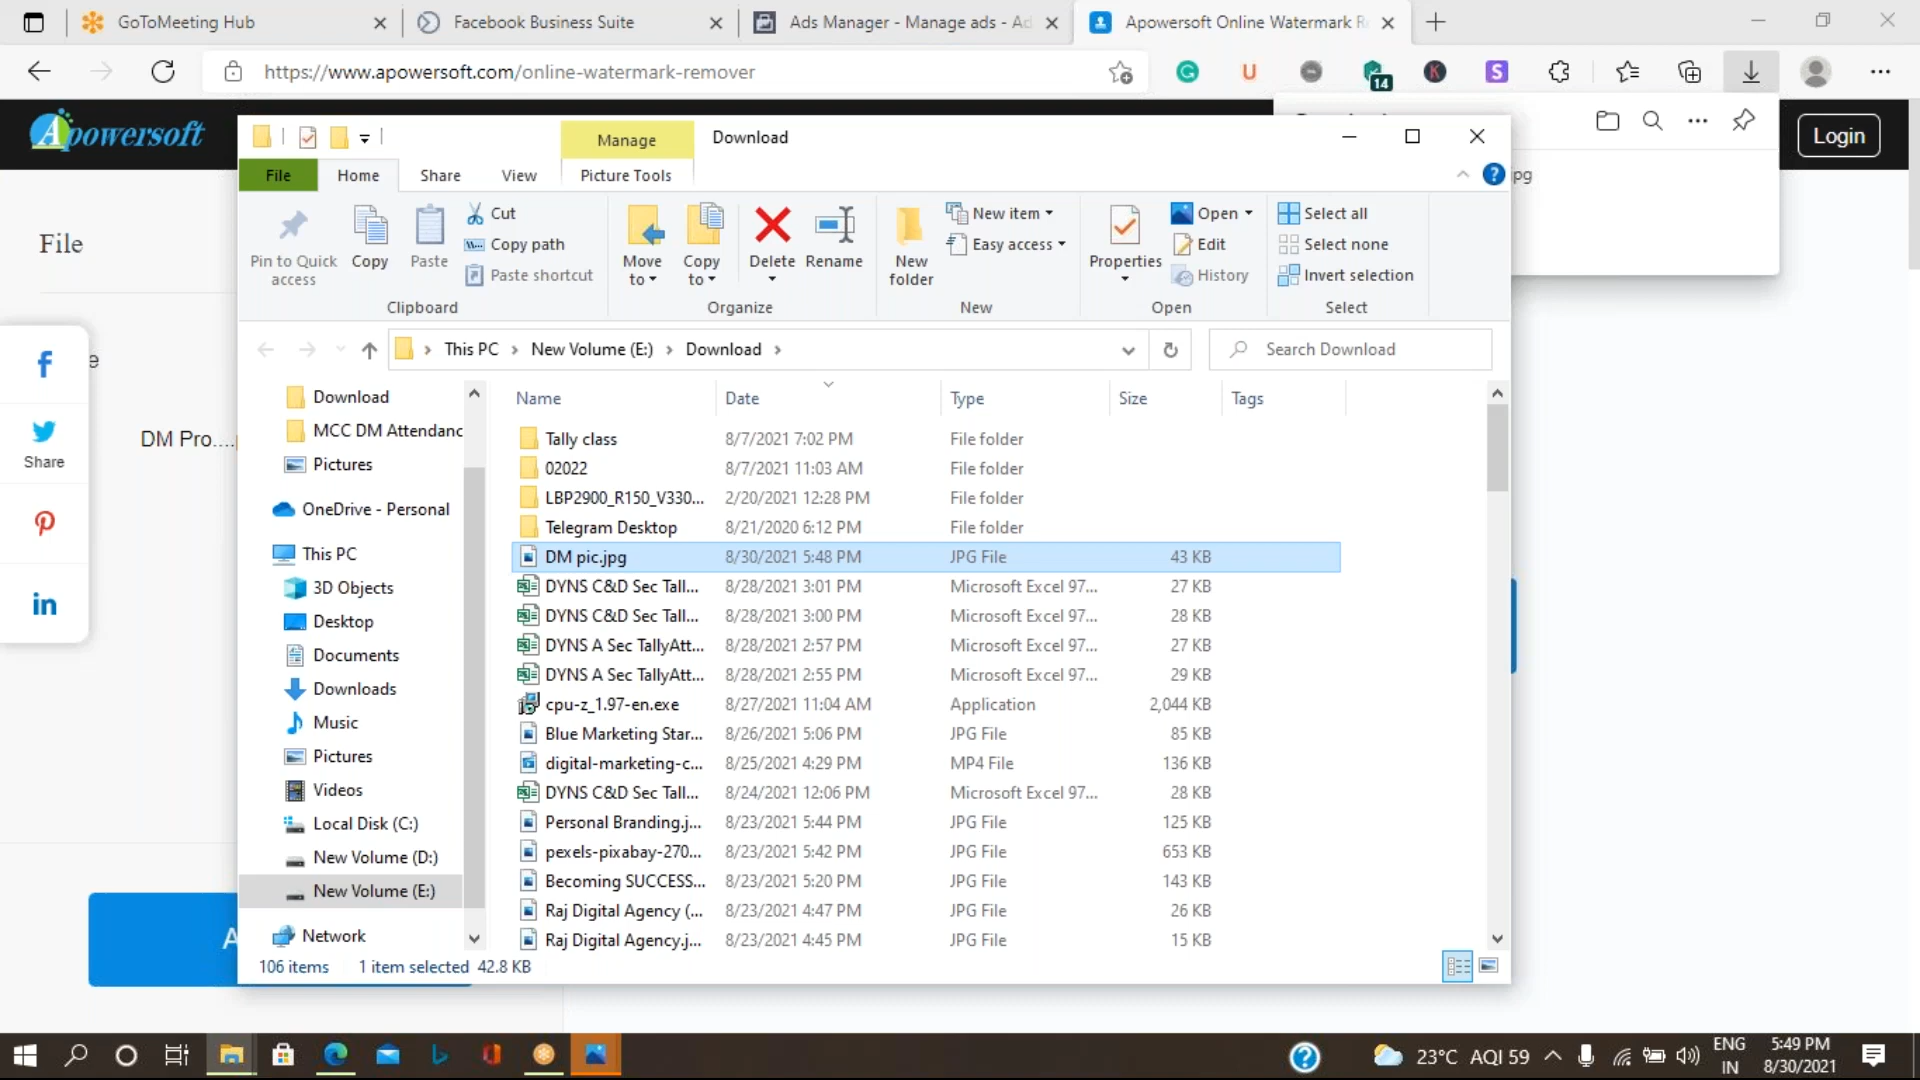 GoToMeeting Hub
Facebook Business Suite
Ads Manager - Manage ads - Ad
Apowersoft Online Watermark R
https://www.apowersoft.com/online-watermark-remover
14
Apowersoft
Login
Manage
Download
File
Home
Share
View
Picture Tools
pg
File
Pin to Quick access
Copy
Paste
Cut
Copy path
Paste shortcut
Clipboard
Move to
Copy to
Delete
Rename
Organize
New folder
New item
Easy access
New
Properties
Open
Edit
History
Open
Select all
Select none
Invert selection
Select
This PC > New Volume (E:) > Download >
Search Download
e
DM Pro....
Share
Download
MCC DM Attendanc
Pictures
OneDrive - Personal
This PC
3D Objects
Desktop
Documents
Downloads
Music
Pictures
Videos
Local Disk (C:)
New Volume (D:)
New Volume (E:)
Network
Name Date Type Size Tags
Tally class 8/7/2021 7:02 PM File folder
02022 8/7/2021 11:03 AM File folder
LBP2900_R150_V330... 2/20/2021 12:28 PM File folder
Telegram Desktop 8/21/2020 6:12 PM File folder
DM pic.jpg 8/30/2021 5:48 PM JPG File 43 KB
DYNS C&D Sec Tall... 8/28/2021 3:01 PM Microsoft Excel 97... 27 KB
DYNS C&D Sec Tall... 8/28/2021 3:00 PM Microsoft Excel 97... 28 KB
DYNS A Sec TallyAtt... 8/28/2021 2:57 PM Microsoft Excel 97... 27 KB
DYNS A Sec TallyAtt... 8/28/2021 2:55 PM Microsoft Excel 97... 29 KB
cpu-z_1.97-en.exe 8/27/2021 11:04 AM Application 2,044 KB
Blue Marketing Star... 8/26/2021 5:06 PM JPG File 85 KB
digital-marketing-c... 8/25/2021 4:29 PM MP4 File 136 KB
DYNS C&D Sec Tall... 8/24/2021 12:06 PM Microsoft Excel 97... 28 KB
Personal Branding.j... 8/23/2021 5:44 PM JPG File 125 KB
pexels-pixabay-270... 8/23/2021 5:42 PM JPG File 653 KB
Becoming SUCCESS... 8/23/2021 5:20 PM JPG File 143 KB
Raj Digital Agency (... 8/23/2021 4:47 PM JPG File 26 KB
Raj Digital Agency.j... 8/23/2021 4:45 PM JPG File 15 KB
106 items 1 item selected 42.8 KB
A
23°C AQI 59
ENG
IN
5:49 PM
8/30/2021